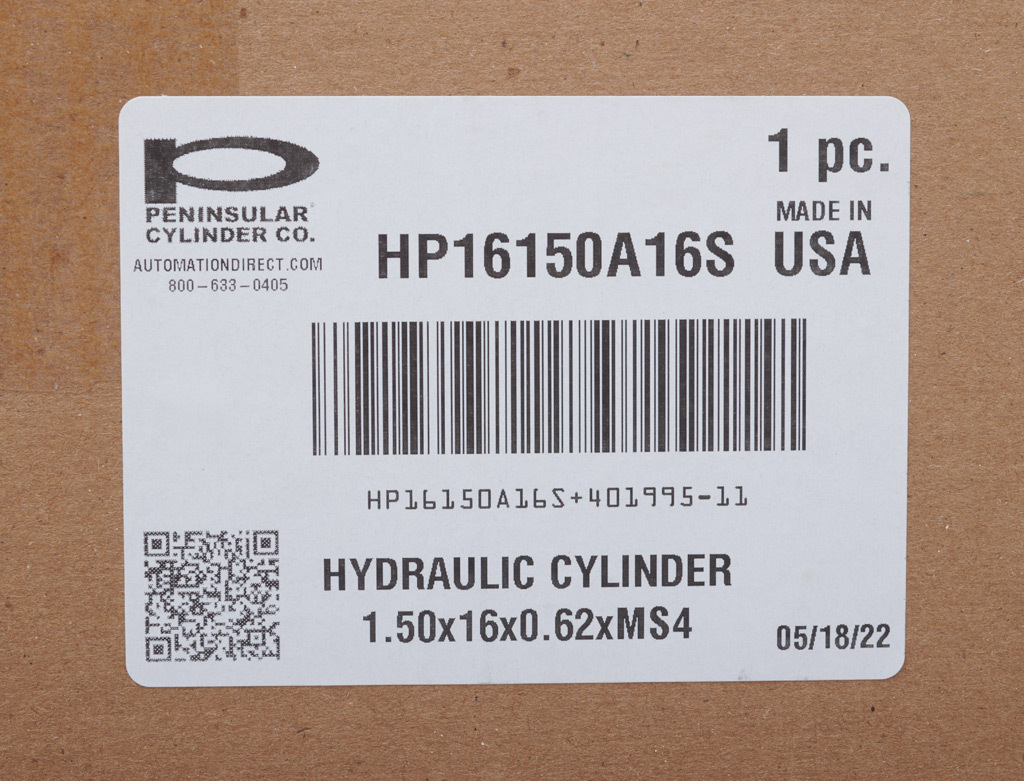 PENINSULAR
CYLINDER CO.
AUTOMATIONDIRECT.COM
800-633-0405
1 pc.
MADE IN
USA
HP16150A16S
HP16150A16S+401995-11
HYDRAULIC CYLINDER
1.50x16x0.62xMS4
05/18/22